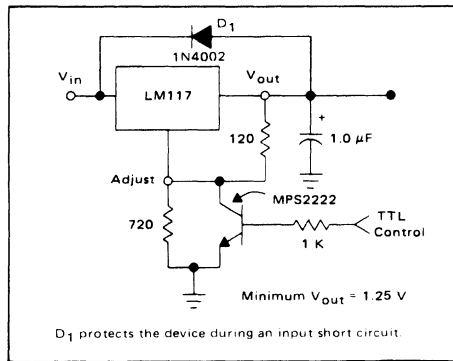 D1
1N4002
Vin
LM117
Vout
120
+
1.0 μF
Adjust
MPS2222
720
1 K
TTL
Control
Minimum Vout = 1.25 V
D1 protects the device during an input short circuit.